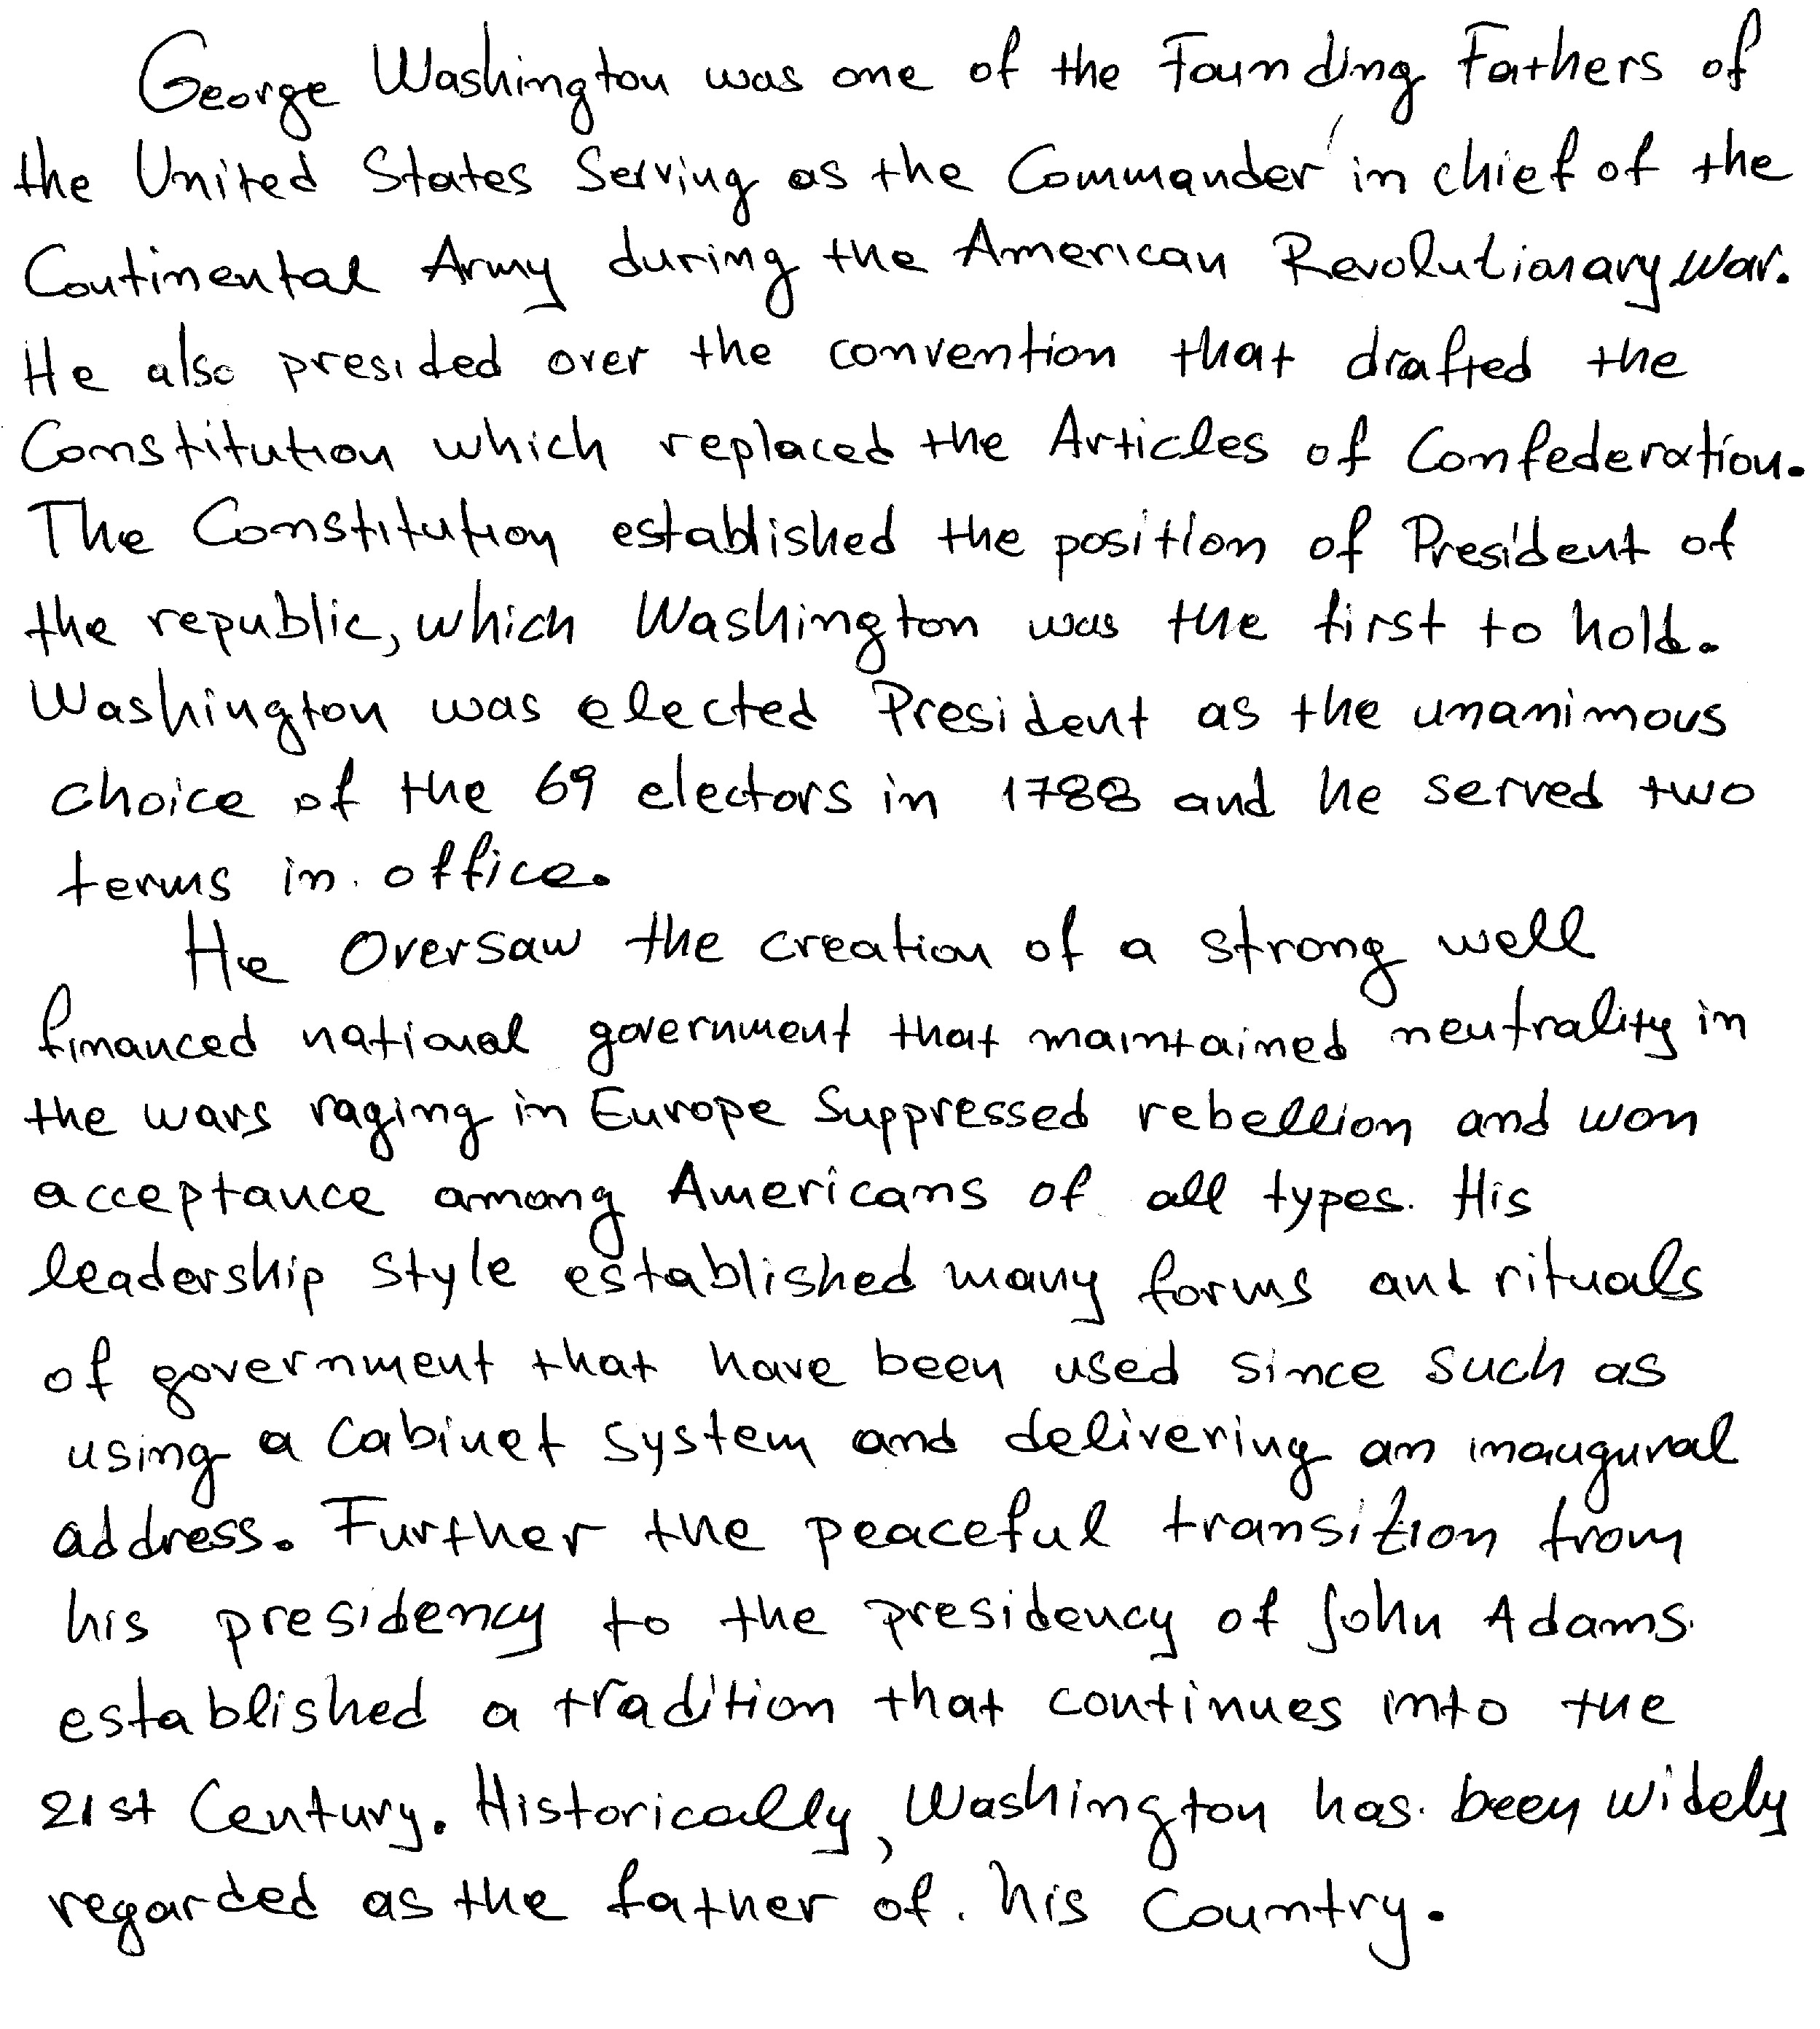 George Washington was one of the Founding Fathers of
the United States Serving as the Commander in chief of the
Continental Army during the American Revolutionary war.
He also presided over the convention that drafted the
Constitution which replaced the Articles of Confederation.
The Constitution established the position of President of
the republic, which Washington was the first to hold.
Washington was elected President as the unanimous
choice of the 69 electors in 1788 and he served two
terms in office.
He Oversaw the creation of a strong well
financed national government that maintained neutrality in
the wars raging in Europe Suppressed rebellion and won
acceptance among Americans of all types. His
leadership style established many forms and rituals
of government that have been used since such as
using a Cabinet system and delivering an inaugural
address. Further the peaceful transition from
his presidency to the presidency of John Adams
established a tradition that continues into the
21st Century. Historically, Washington has been widely
regarded as the father of his Country.